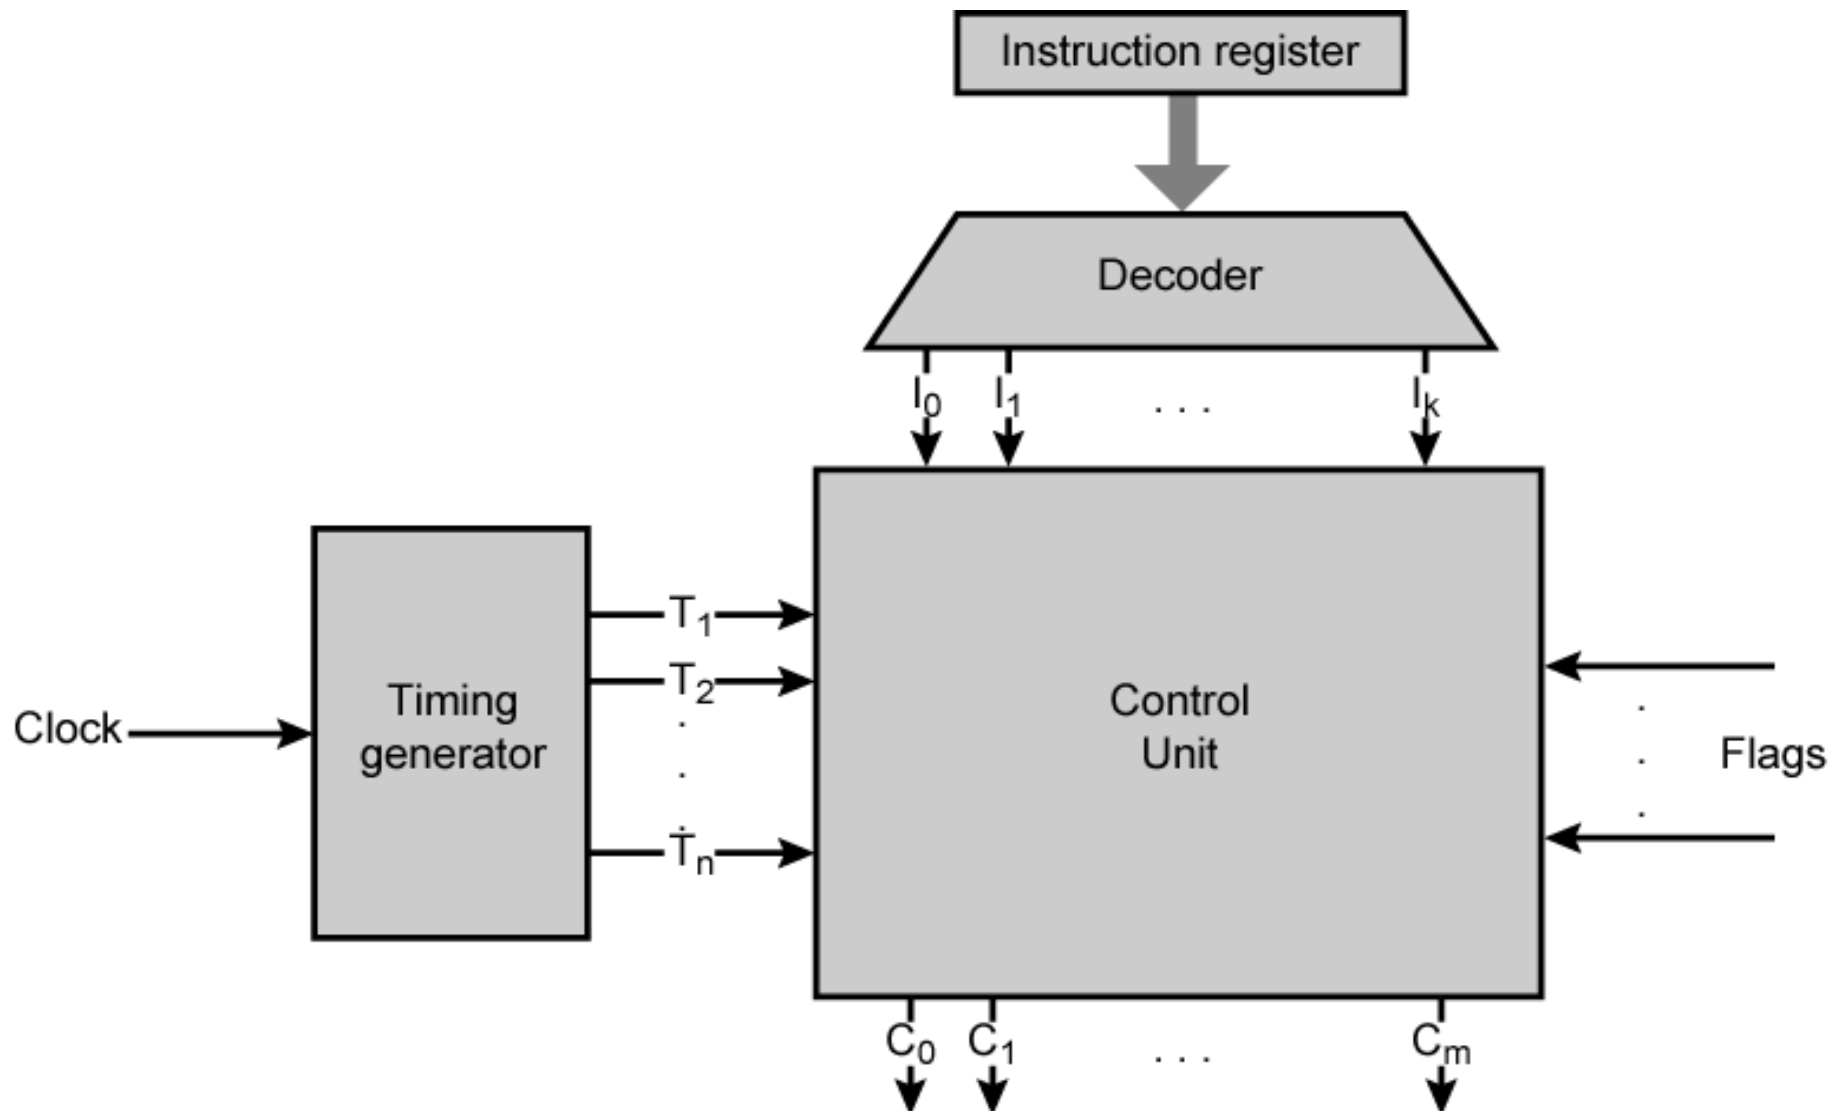 Instruction register
Decoder
I0 I1 . . . Ik
T1
T2
.
.
.
Tn
Clock
Timing
generator
Control
Unit
.
.
.
Flags
C0 C1 . . . Cm